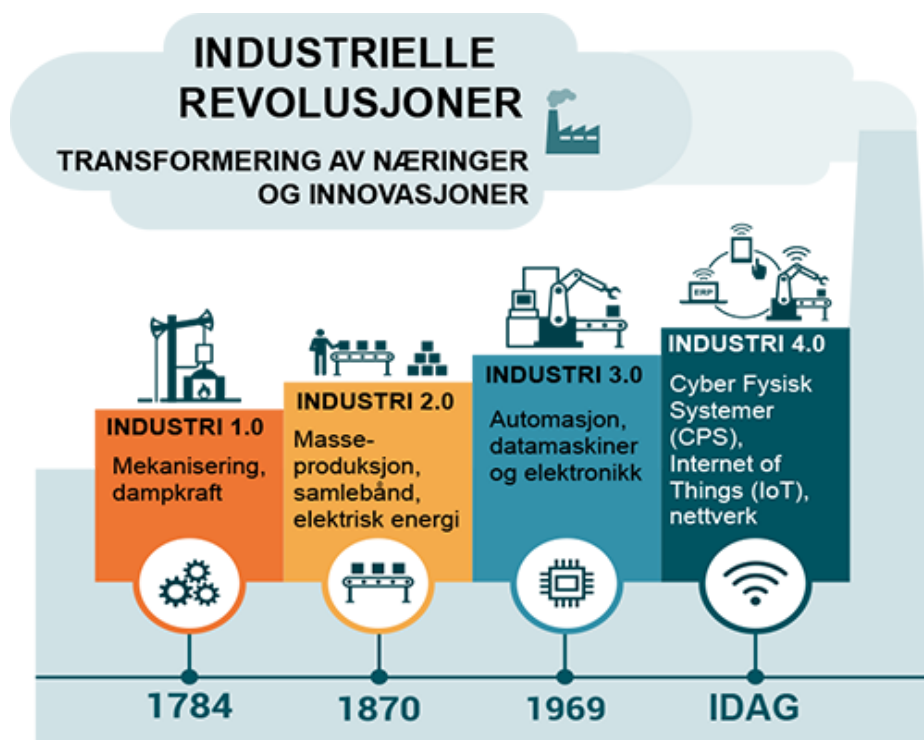 INDUSTRIELLE
REVOLUSJONER
TRANSFORMERING AV NÆRINGER
OG INNOVASJONER
INDUSTRI 1.0
Mekanisering,
dampkraft
1784
INDUSTRI 2.0
Masse-
produksjon,
samlebånd,
elektrisk energi
1870
INDUSTRI 3.0
Automasjon,
datamaskiner
og elektronikk
1969
ERP
INDUSTRI 4.0
Cyber Fysisk
Systemer
(CPS),
Internet of
Things (IoT),
nettverk
IDAG